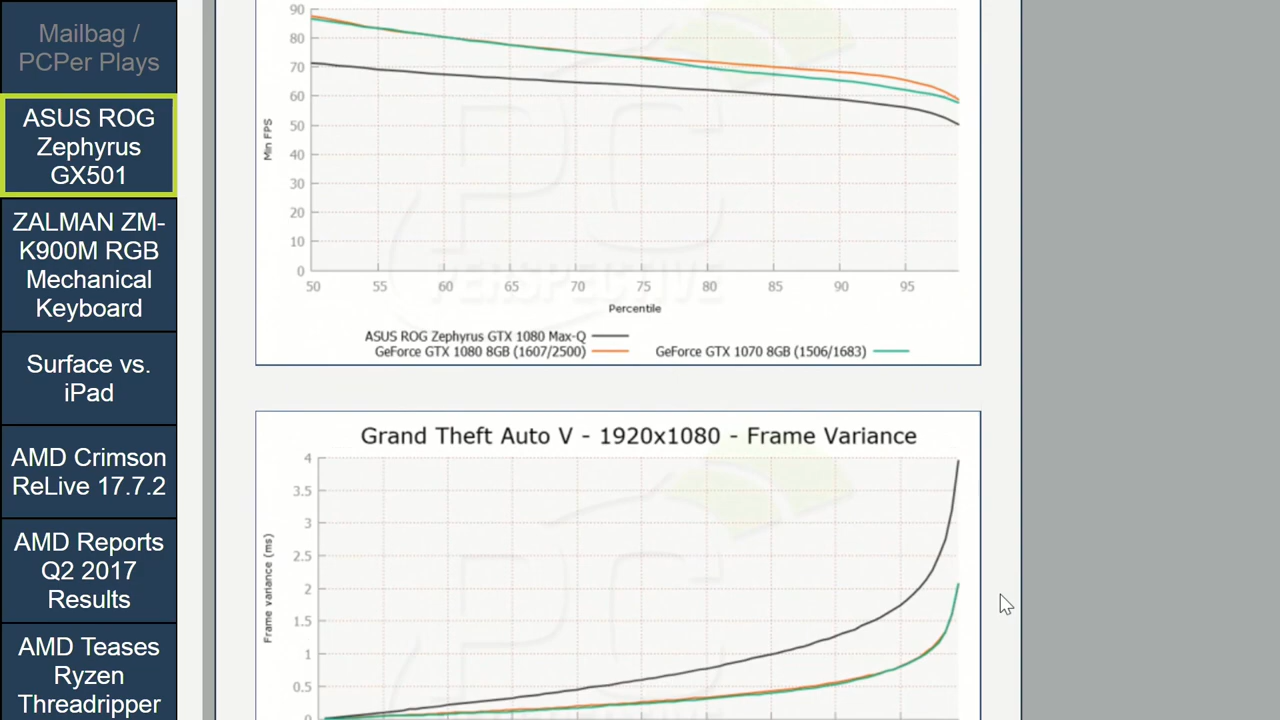 Mailbag /
PCPer Plays
ASUS ROG
Zephyrus
GX501
ZALMAN ZM-
K900M RGB
Mechanical
Keyboard
Surface vs.
iPad
AMD Crimson
ReLive 17.7.2
AMD Reports
Q2 2017
Results
AMD Teases
Ryzen
Threadripper
90
80
70
60
50
40
30
20
10
0
Min FPS
50 55 60 65 70 75 80 85 90 95
Percentile
PC
PERSPECTIVE
ASUS ROG Zephyrus GTX 1080 Max-Q
GeForce GTX 1080 8GB (1607/2500) GeForce GTX 1070 8GB (1506/1683)
Grand Theft Auto V - 1920x1080 - Frame Variance
4
3.5
3
2.5
2
1.5
1
0.5
0
Frame variance (ms)
PC